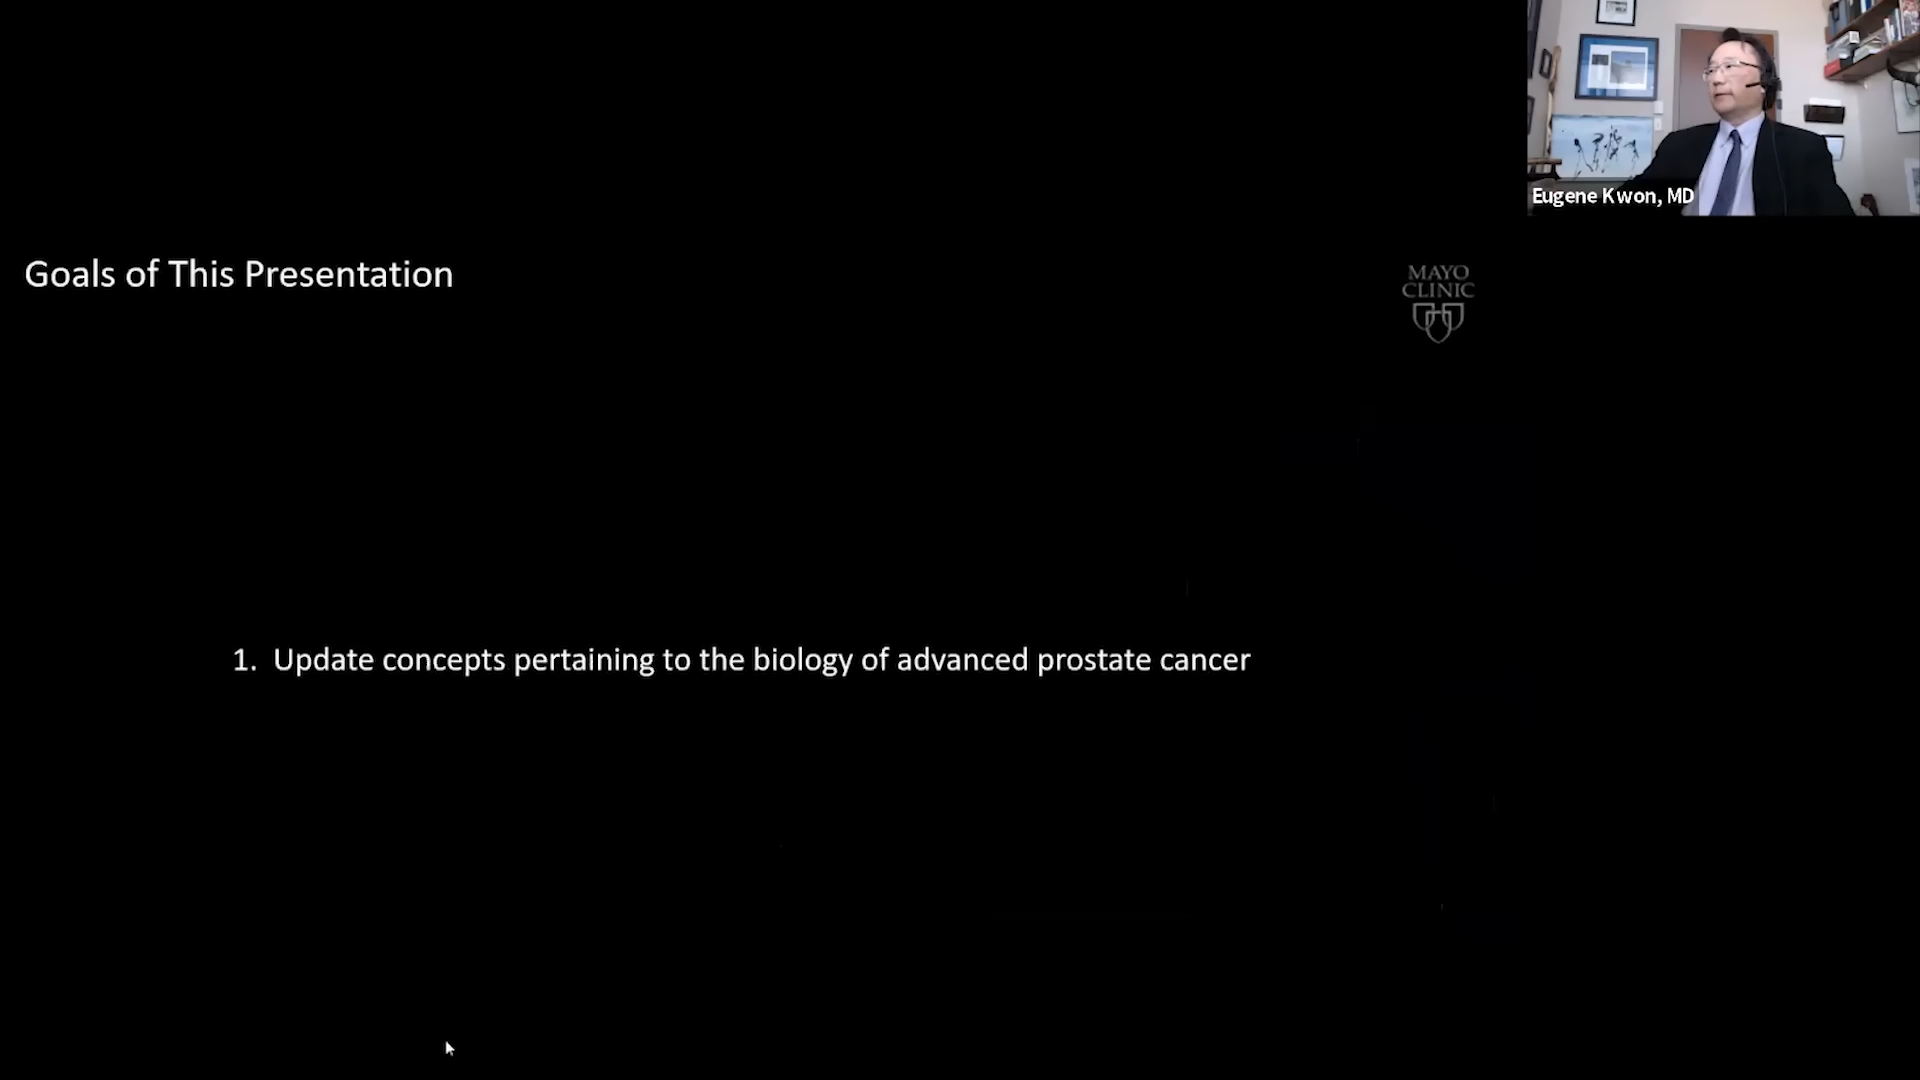 Eugene Kwon, MD
Goals of This Presentation
MAYO
CLINIC
1. Update concepts pertaining to the biology of advanced prostate cancer